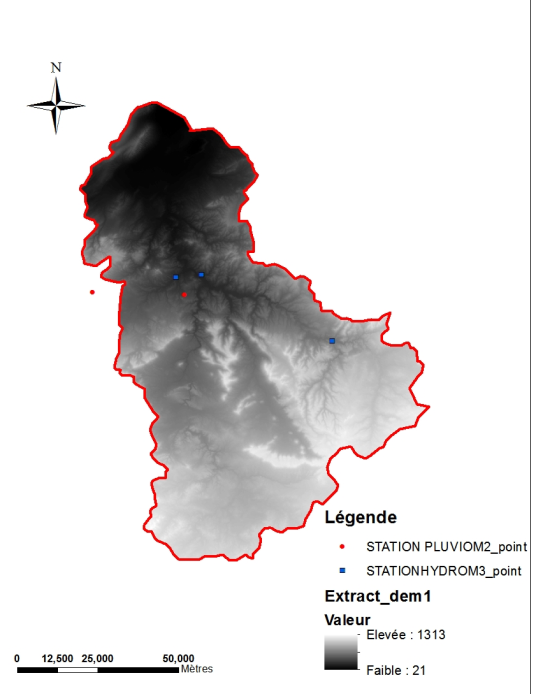 N
Légende
STATION PLUVIOM2_point
STATIONHYDROM3_point
Extract_dem1
Valeur
Elevée : 1313
Faible : 21
0 12,500 25,000 50,000
Mètres